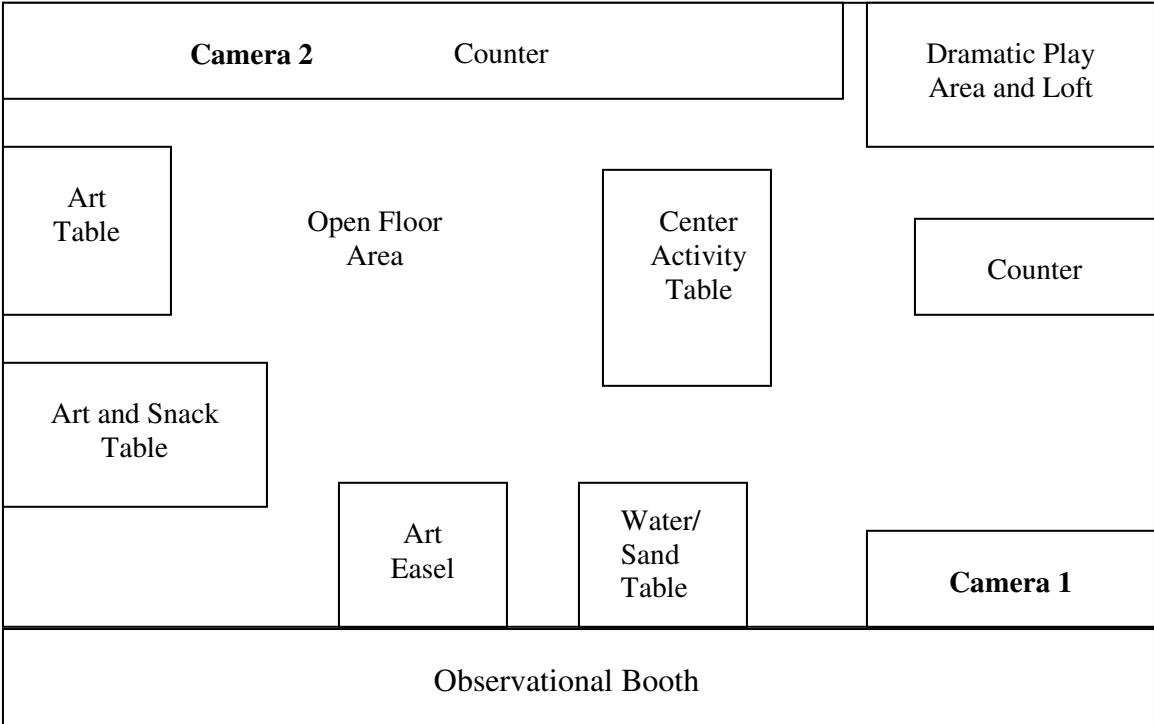 Camera 2 Counter
Dramatic Play
Area and Loft
Art
Table
Open Floor
Area
Center
Activity
Table
Counter
Art and Snack
Table
Art
Easel
Water/
Sand
Table
Camera 1
Observational Booth